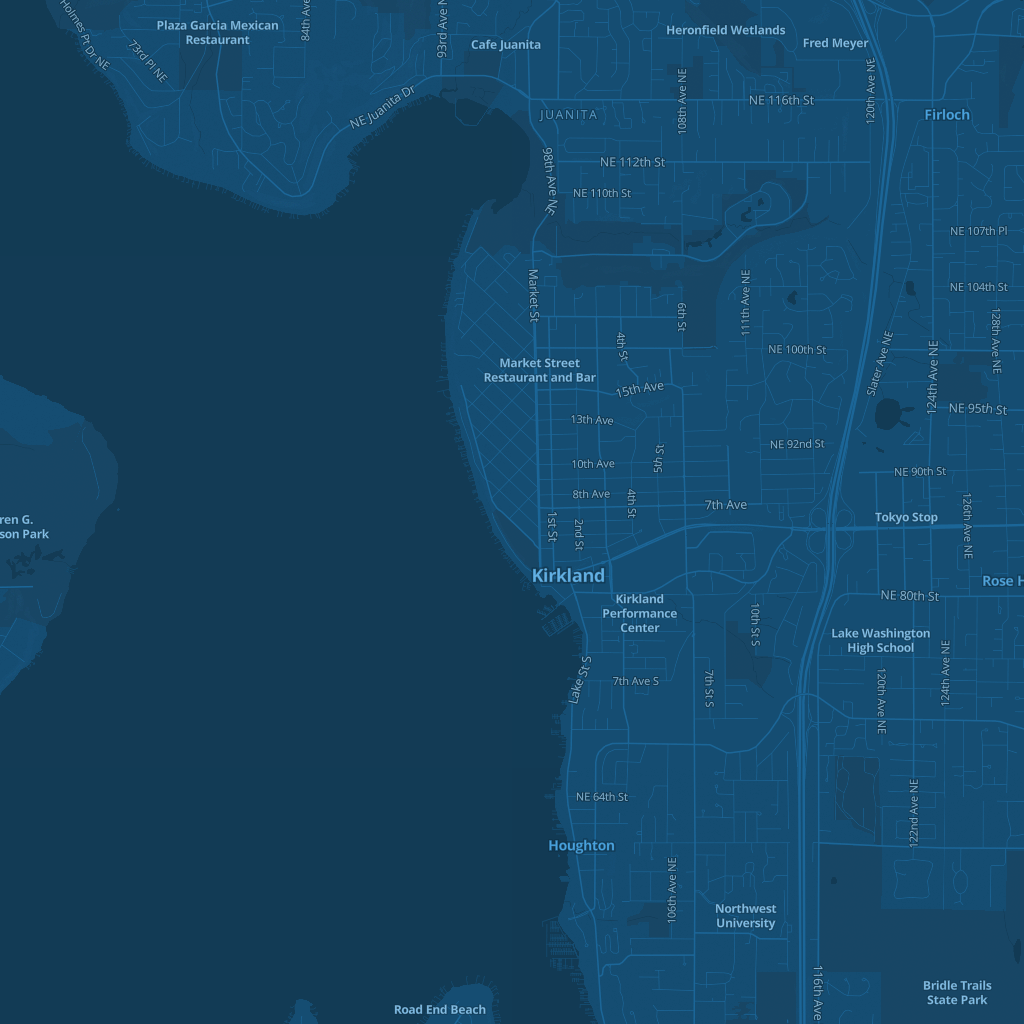 Holmes Pt Dr NE
73rd Pl NE
Plaza Garcia Mexican
Restaurant
84th Ave
93rd Ave N
Cafe Juanita
Heronfield Wetlands
Fred Meyer
NE Juanita Dr
JUANITA
108th Ave NE
NE 116th St
120th Ave NE
Firloch
98th Ave NE
NE 112th St
NE 110th St
NE 107th Pl
Market St
6th St
111th Ave NE
NE 104th St
128th Ave NE
4th St
NE 100th St
Slater Ave NE
124th Ave NE
Market Street
Restaurant and Bar
15th Ave
13th Ave
NE 95th St
5th St
NE 92nd St
10th Ave
NE 90th St
8th Ave
4th St
7th Ave
ren G.
son Park
1st St
2nd St
Tokyo Stop
126th Ave NE
Kirkland
Rose H
Kirkland
Performance
Center
NE 80th St
10th St S
Lake Washington
High School
Lake St S
7th Ave S
7th St S
120th Ave NE
124th Ave NE
NE 64th St
122nd Ave NE
Houghton
106th Ave NE
Northwest
University
116th Ave
Road End Beach
Bridle Trails
State Park